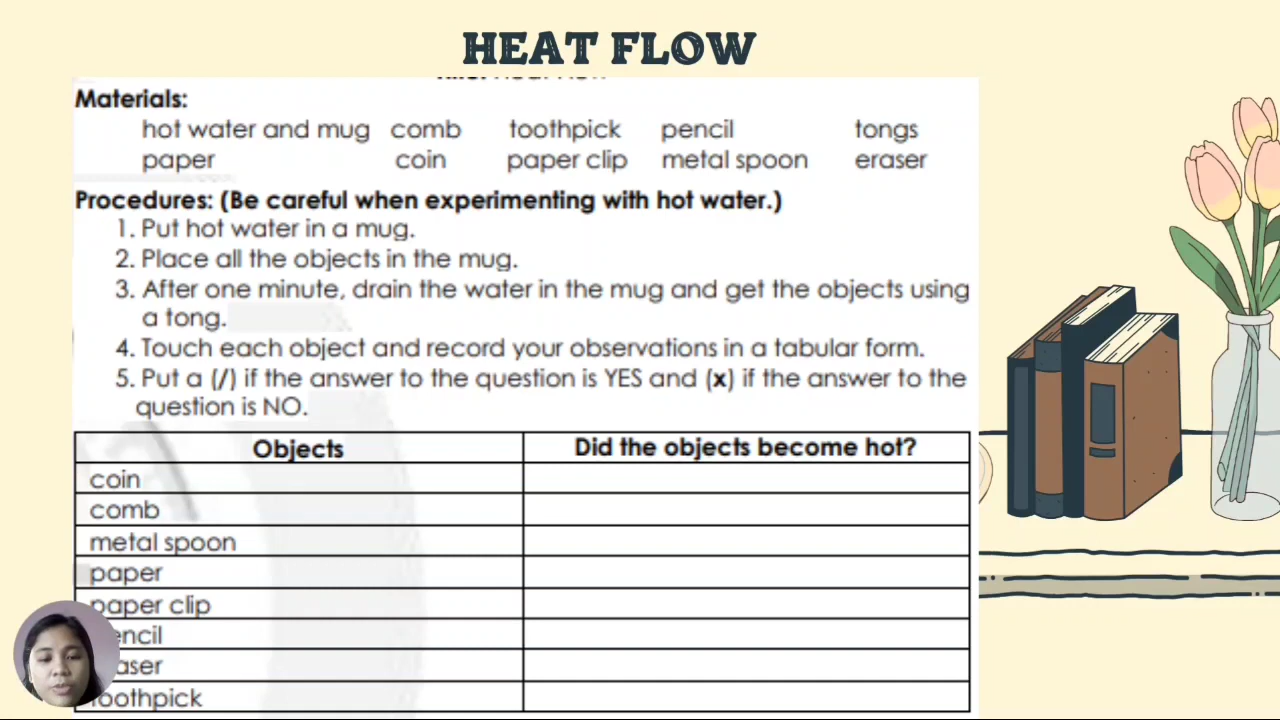 HEAT FLOW
Materials:
hot water and mug comb toothpick pencil tongs
paper coin paper clip metal spoon eraser
Procedures: (Be careful when experimenting with hot water.)
1. Put hot water in a mug.
2. Place all the objects in the mug.
3. After one minute, drain the water in the mug and get the objects using
a tong.
4. Touch each object and record your observations in a tabular form.
5. Put a (/) if the answer to the question is YES and (x) if the answer to the
question is NO.
Objects Did the objects become hot?
coin
comb
metal spoon
paper
paper clip
encil
aser
toothpick